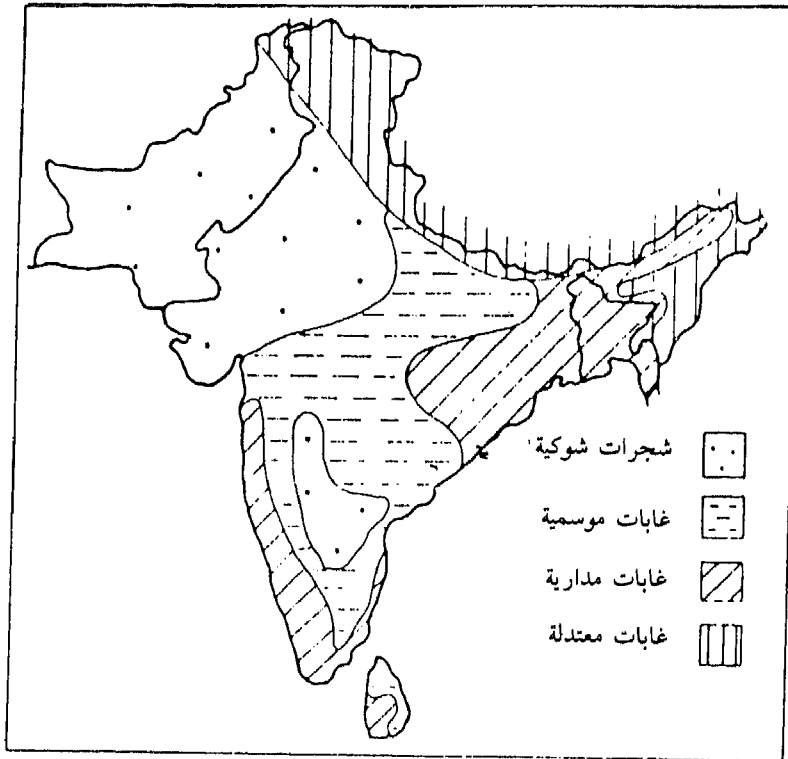 شجرات شوكية
غابات موسمية
غابات مدارية
غابات معتدلة